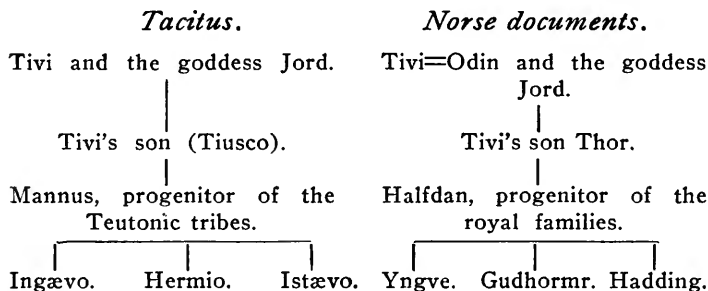 Tacitus. Norse documents.
Tivi and the goddess Jord. Tivi=Odin and the goddess
Jord.
Tivi's son (Tiusco). Tivi's son Thor.
Mannus, progenitor of the Halfdan, progenitor of the
Teutonic tribes. royal families.
Ingævo. Hermio. Istævo. Yngve. Gudhormr. Hadding.